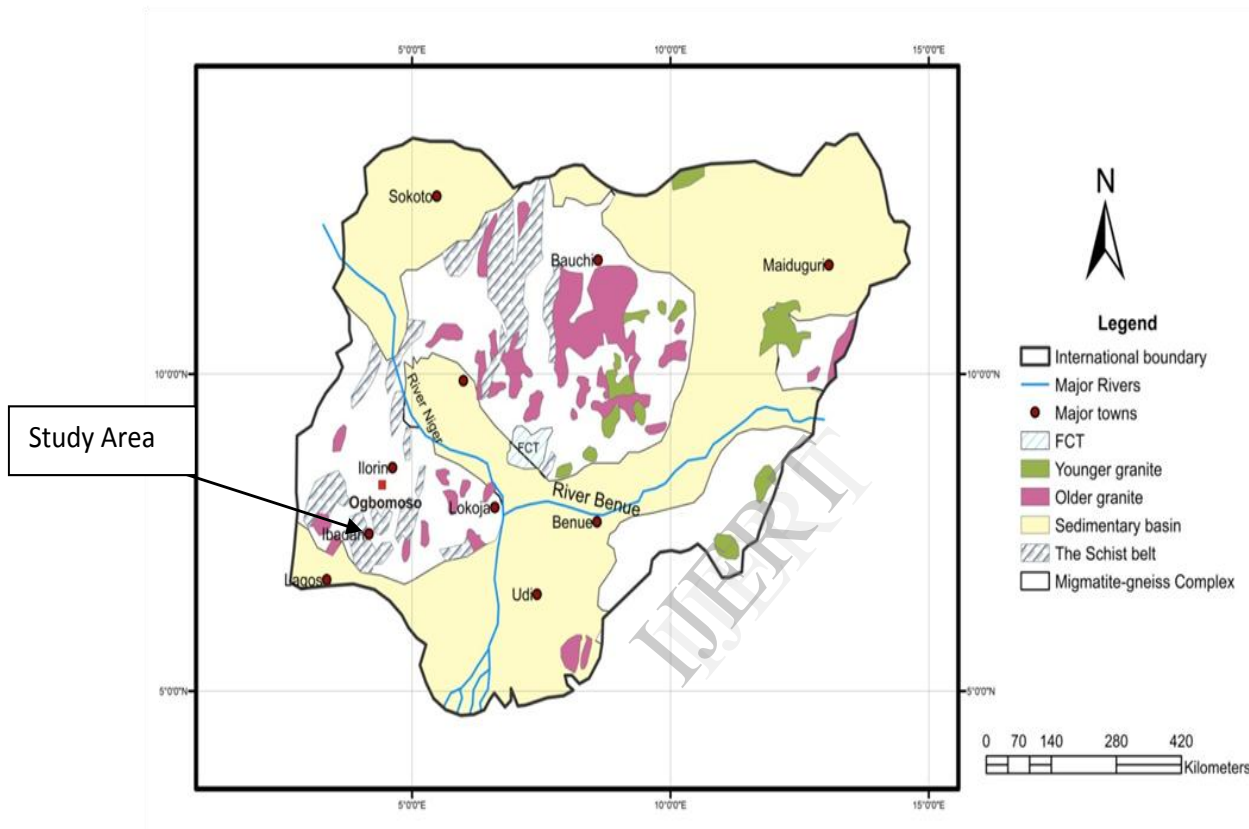 5°0'0"E
10°0'0"E
15°0'0"E
Sokoto
Bauchi
Maiduguri
10°0'0"N
10°0'0"N
River Niger
FCT
Study Area
Ilorin
Ogbomoso
Lokoja
River Benue
Benue
Ibadan
Lagos
Udi
IJERT
5°0'0"N
5°0'0"N
5°0'0"E
10°0'0"E
15°0'0"E
N
Legend
International boundary
Major Rivers
Major towns
FCT
Younger granite
Older granite
Sedimentary basin
The Schist belt
Migmatite-gneiss Complex
0 70 140 280 420
Kilometers